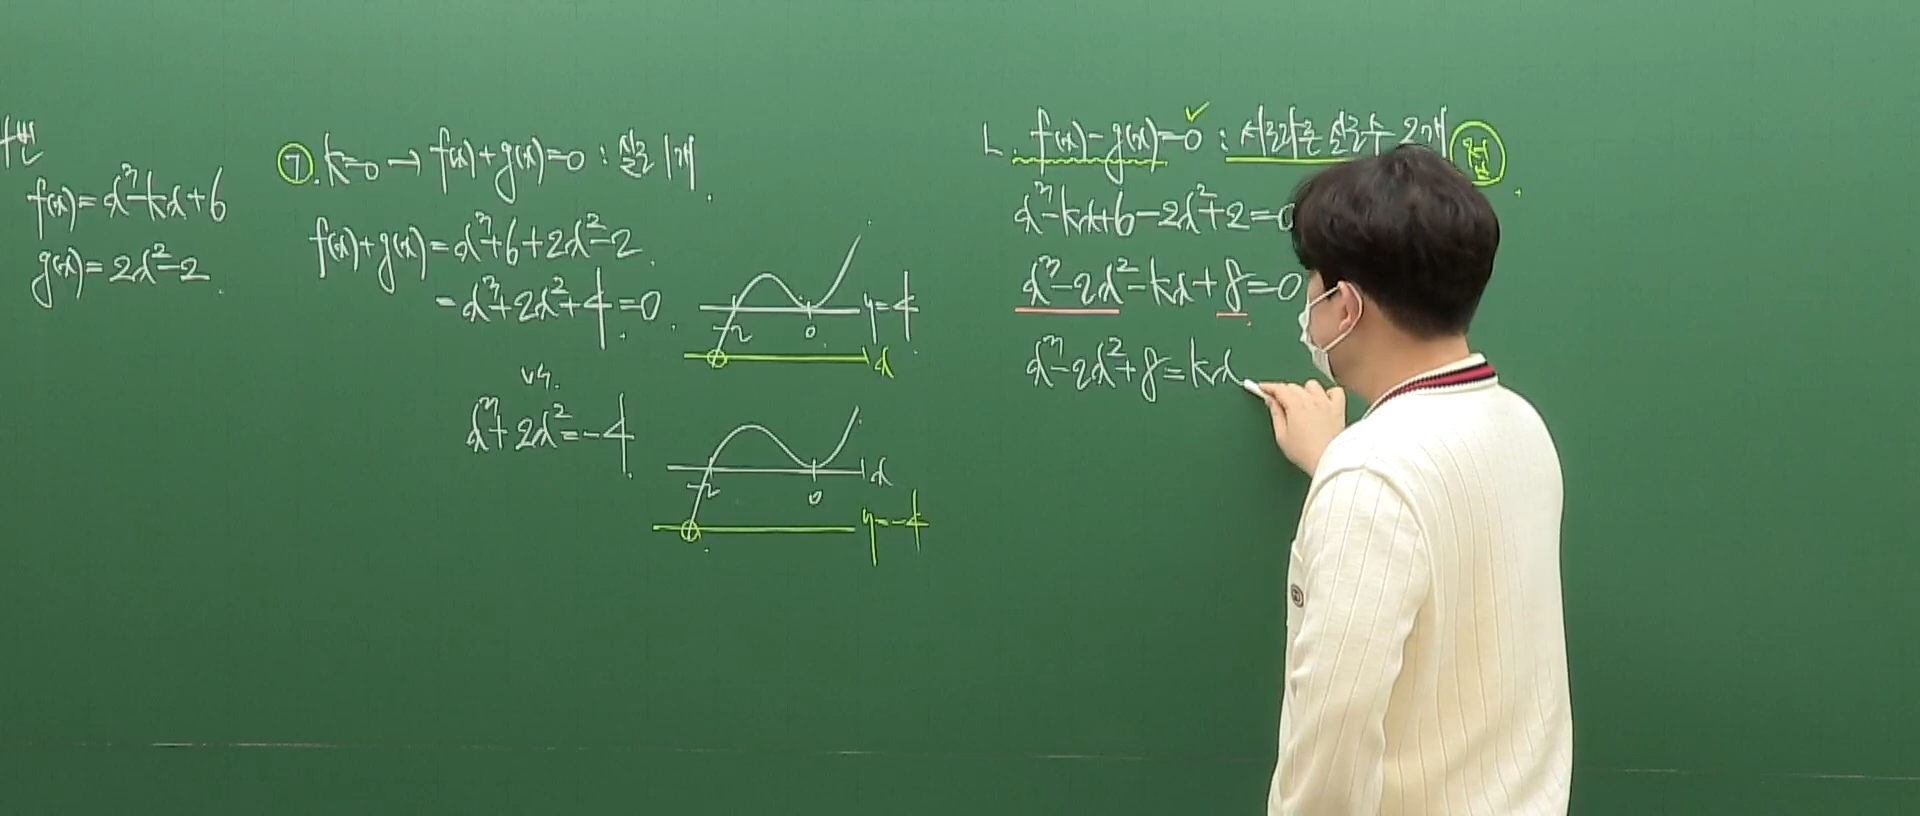 f(x)=x³-kx+6
g(x)=2x²-2.
㉠. k=0 → f(x)+g(x)=0 : 실근 1개.
f(x)+g(x)=x³+6+2x²-2.
=x³+2x²+4=0.
-2 0 y=4
x
vs.
x³+2x²=-4.
-2 0 x
y=-4
ㄴ. f(x)-g(x)=0 : 서로다른 실근 2개
x³-kx+6-2x²+2=0
x³-2x²-kx+8=0
x³-2x²+8=kx